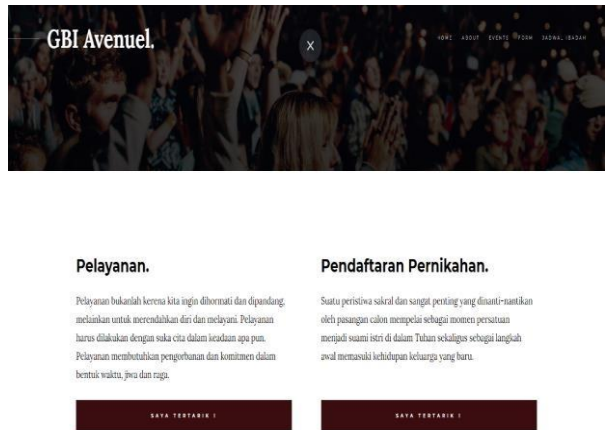 GBI Avenuel.
X
HOME ABOUT EVENTS FORM JADWAL IBADAH
Pelayanan.
Pelayanan bukanlah kerena kita ingin dihormati dan dipandang,
melainkan untuk merendahkan diri dan melayani. Pelayanan
harus dilakukan dengan suka cita dalam keadaan apa pun.
Pelayanan membutuhkan pengorbanan dan komitmen dalam
bentuk waktu, jiwa dan raga.
SAYA TERTARIK !
Pendaftaran Pernikahan.
Suatu peristiwa sakral dan sangat penting yang dinanti-nantikan
oleh pasangan calon mempelai sebagai momen persatuan
menjadi suami istri di dalam Tuhan sekaligus sebagai langkah
awal memasuki kehidupan keluarga yang baru.
SAYA TERTARIK !